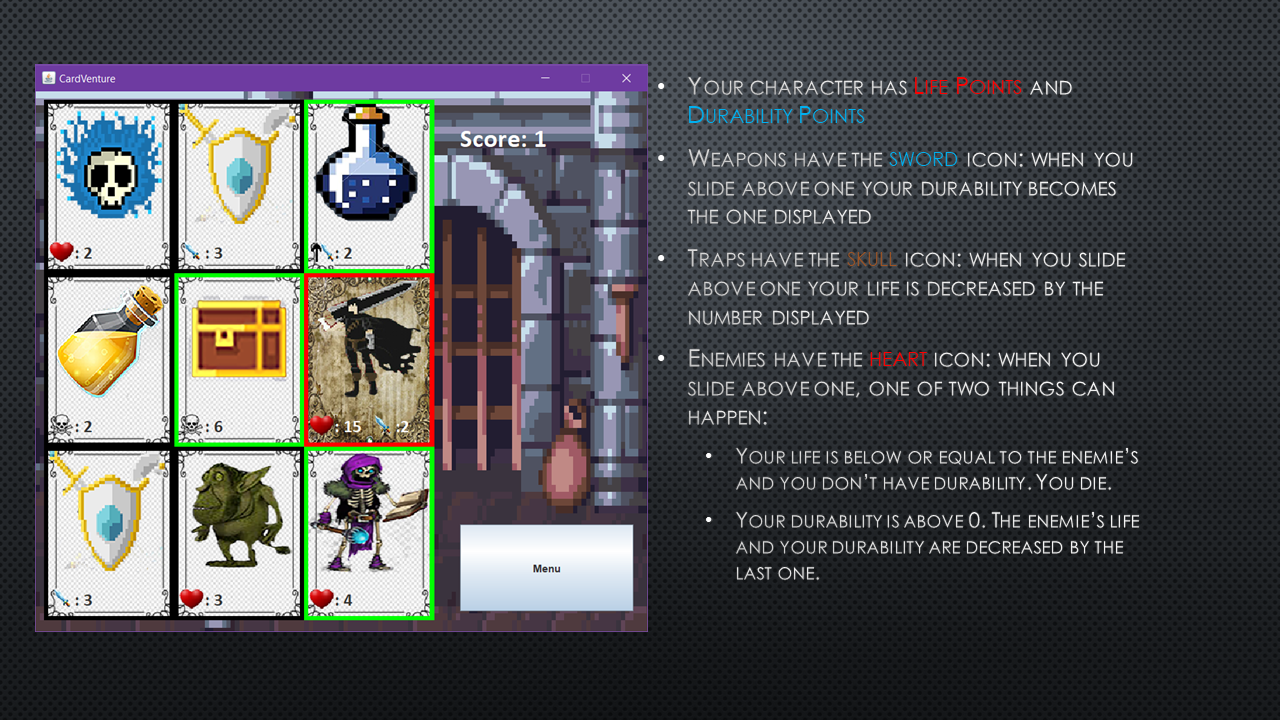 CardVenture
Score: 1
: 2
: 3
: 2
: 2
: 6
: 15 : 2
: 3
: 3
: 4
Menu
• Your character has Life Points and
Durability Points
• Weapons have the sword icon: when you
slide above one your durability becomes
the one displayed
• Traps have the skull icon: when you slide
above one your life is decreased by the
number displayed
• Enemies have the heart icon: when you
slide above one, one of two things can
happen:
• Your life is below or equal to the enemie’s
and you don’t have durability. You die.
• Your durability is above 0. The enemie’s life
and your durability are decreased by the
last one.